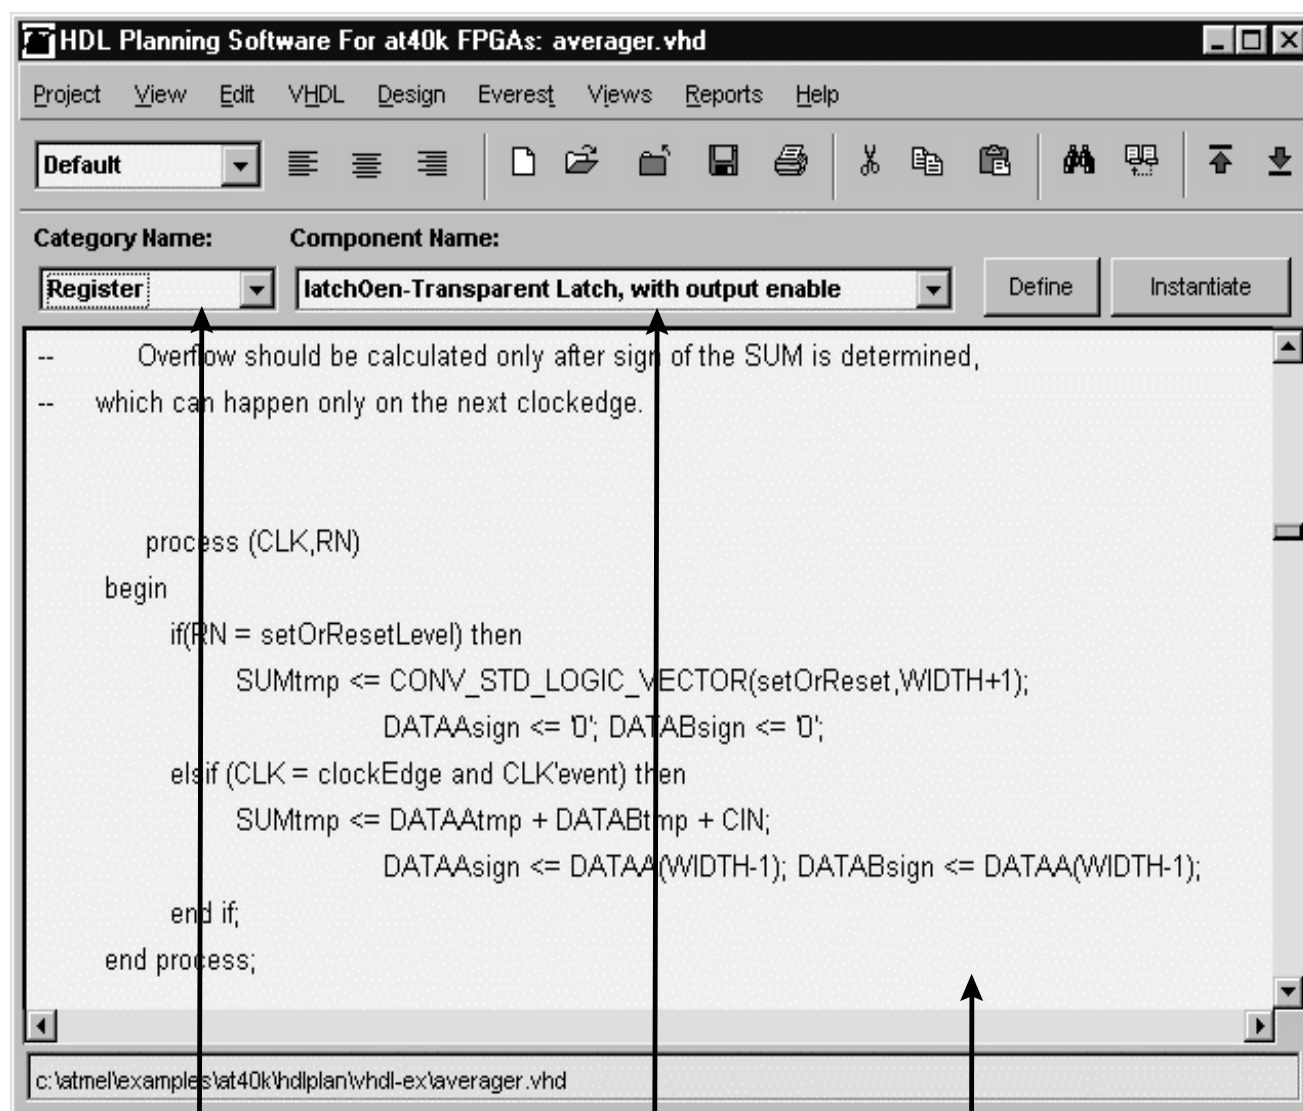 HDL Planning Software For at40k FPGAs: averager.vhd
Project View Edit VHDL Design Everest Views Reports Help
Default
Category Name: Component Name:
Register latchOen-Transparent Latch, with output enable Define Instantiate
-- Overflow should be calculated only after sign of the SUM is determined,
-- which can happen only on the next clockedge.
process (CLK,RN)
begin
if(RN = setOrResetLevel) then
SUMtmp <= CONV_STD_LOGIC_VECTOR(setOrReset,WIDTH+1);
DATAAsign <= '0'; DATABsign <= '0';
elsif (CLK = clockEdge and CLK'event) then
SUMtmp <= DATAAtmp + DATABtmp + CIN;
DATAAsign <= DATAA(WIDTH-1); DATABsign <= DATAA(WIDTH-1);
end if;
end process;
c:\atmel\examples\at40k\hdlplan\vhdl-ex\averager.vhd